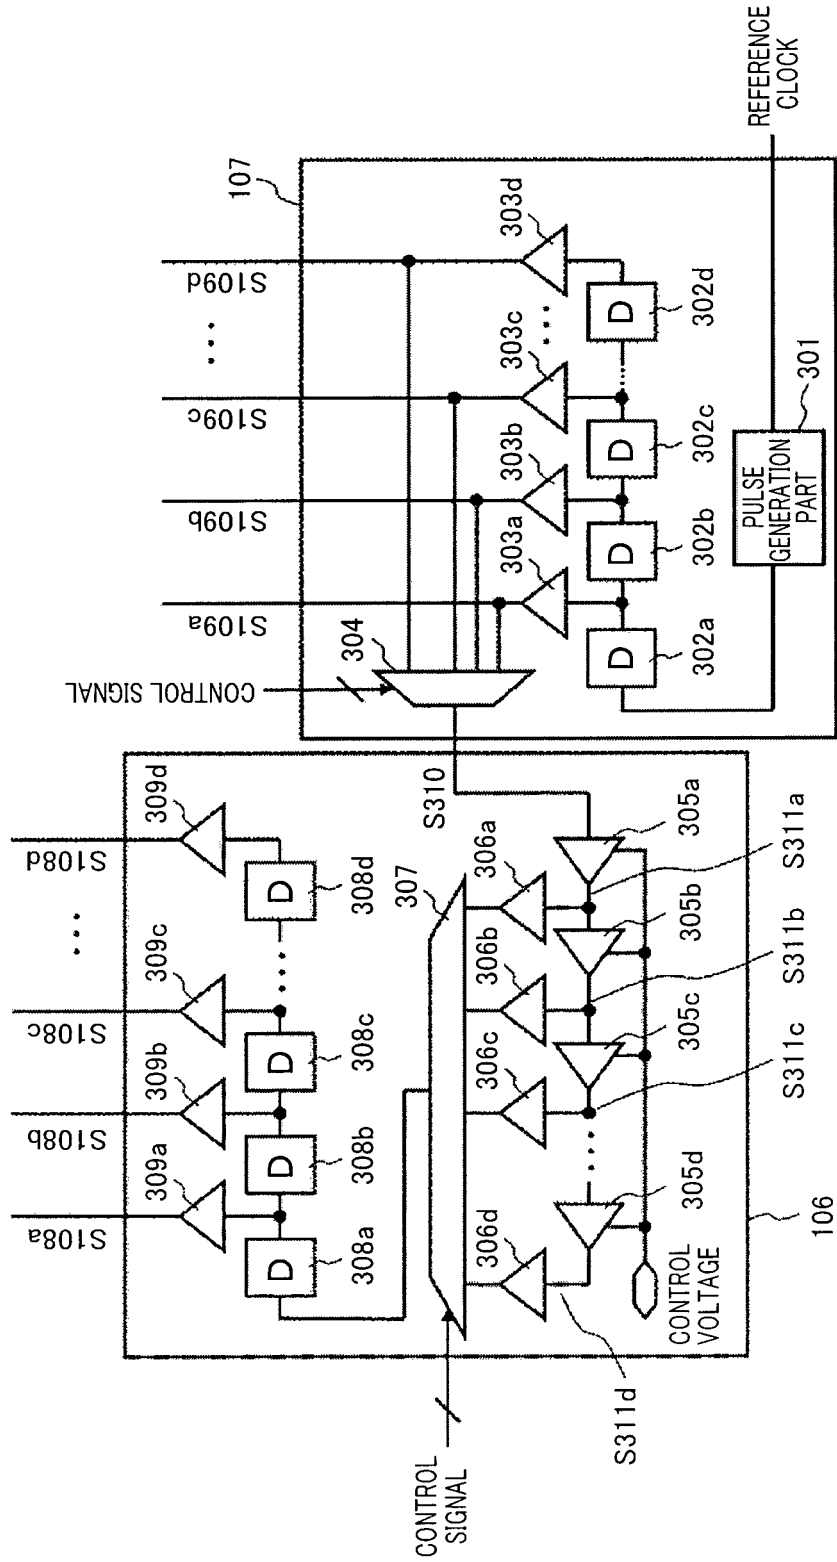 REFERENCE
CLOCK
107
S109d
S109c
S109b
S109a
303d
303c
303b
303a
D
D
D
D
302d
302c
302b
302a
301
PULSE
GENERATION
PART
304
CONTROL SIGNAL
S310
S108d
S108c
S108b
S108a
309d
309c
309b
309a
D
D
D
D
308d
308c
308b
308a
307
306a
306b
306c
306d
305a
305b
305c
305d
S311a
S311b
S311c
S311d
106
CONTROL
VOLTAGE
CONTROL
SIGNAL